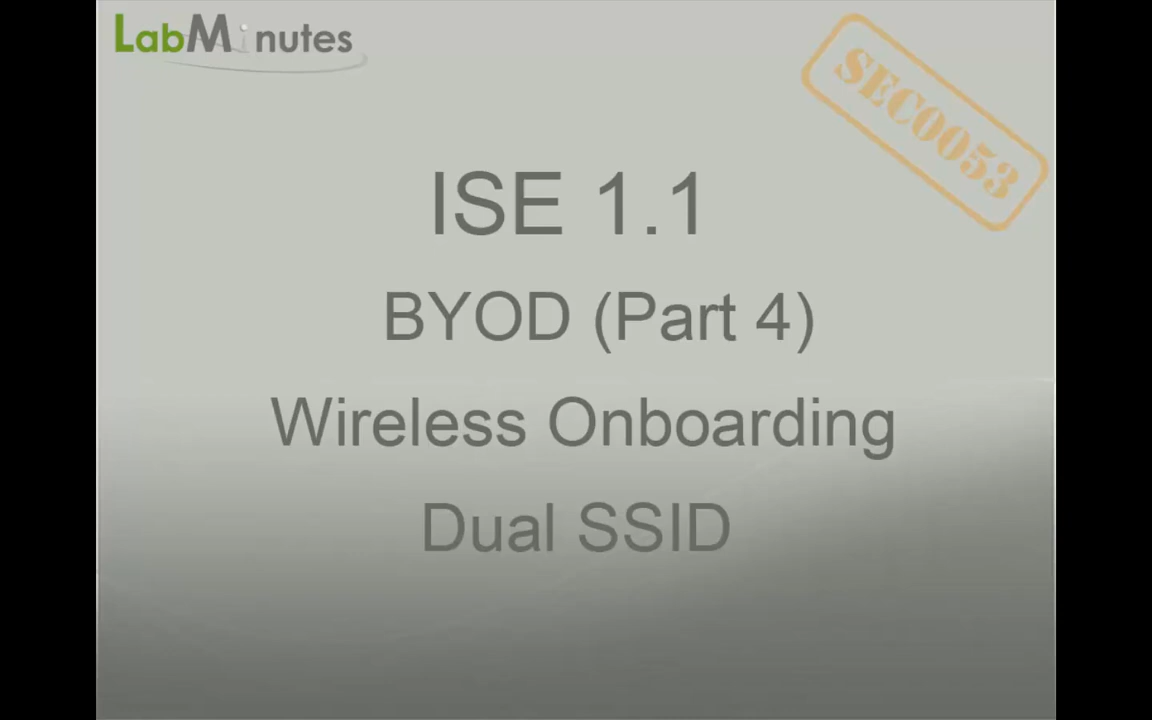 LabMinutes
SEC0053
ISE 1.1
BYOD (Part 4)
Wireless Onboarding
Dual SSID